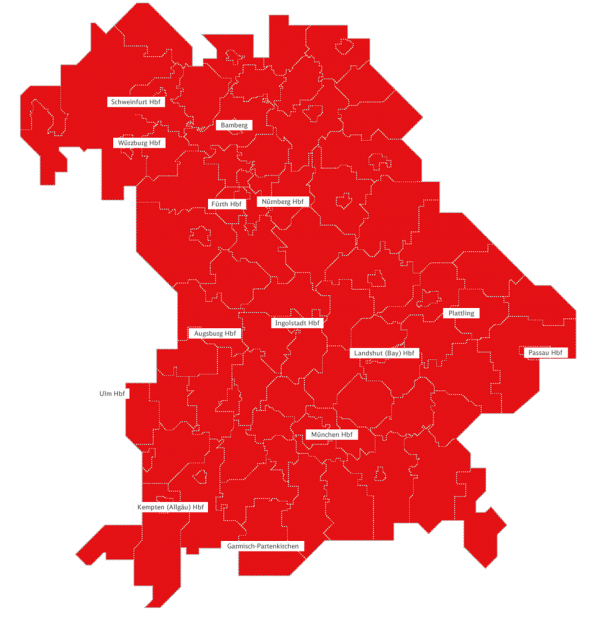 Schweinfurt Hbf
Bamberg
Würzburg Hbf
Fürth Hbf
Nürnberg Hbf
Plattling
Ingolstadt Hbf
Augsburg Hbf
Landshut (Bay) Hbf
Passau Hbf
Ulm Hbf
München Hbf
Kempten (Allgäu) Hbf
Garmisch-Partenkirchen